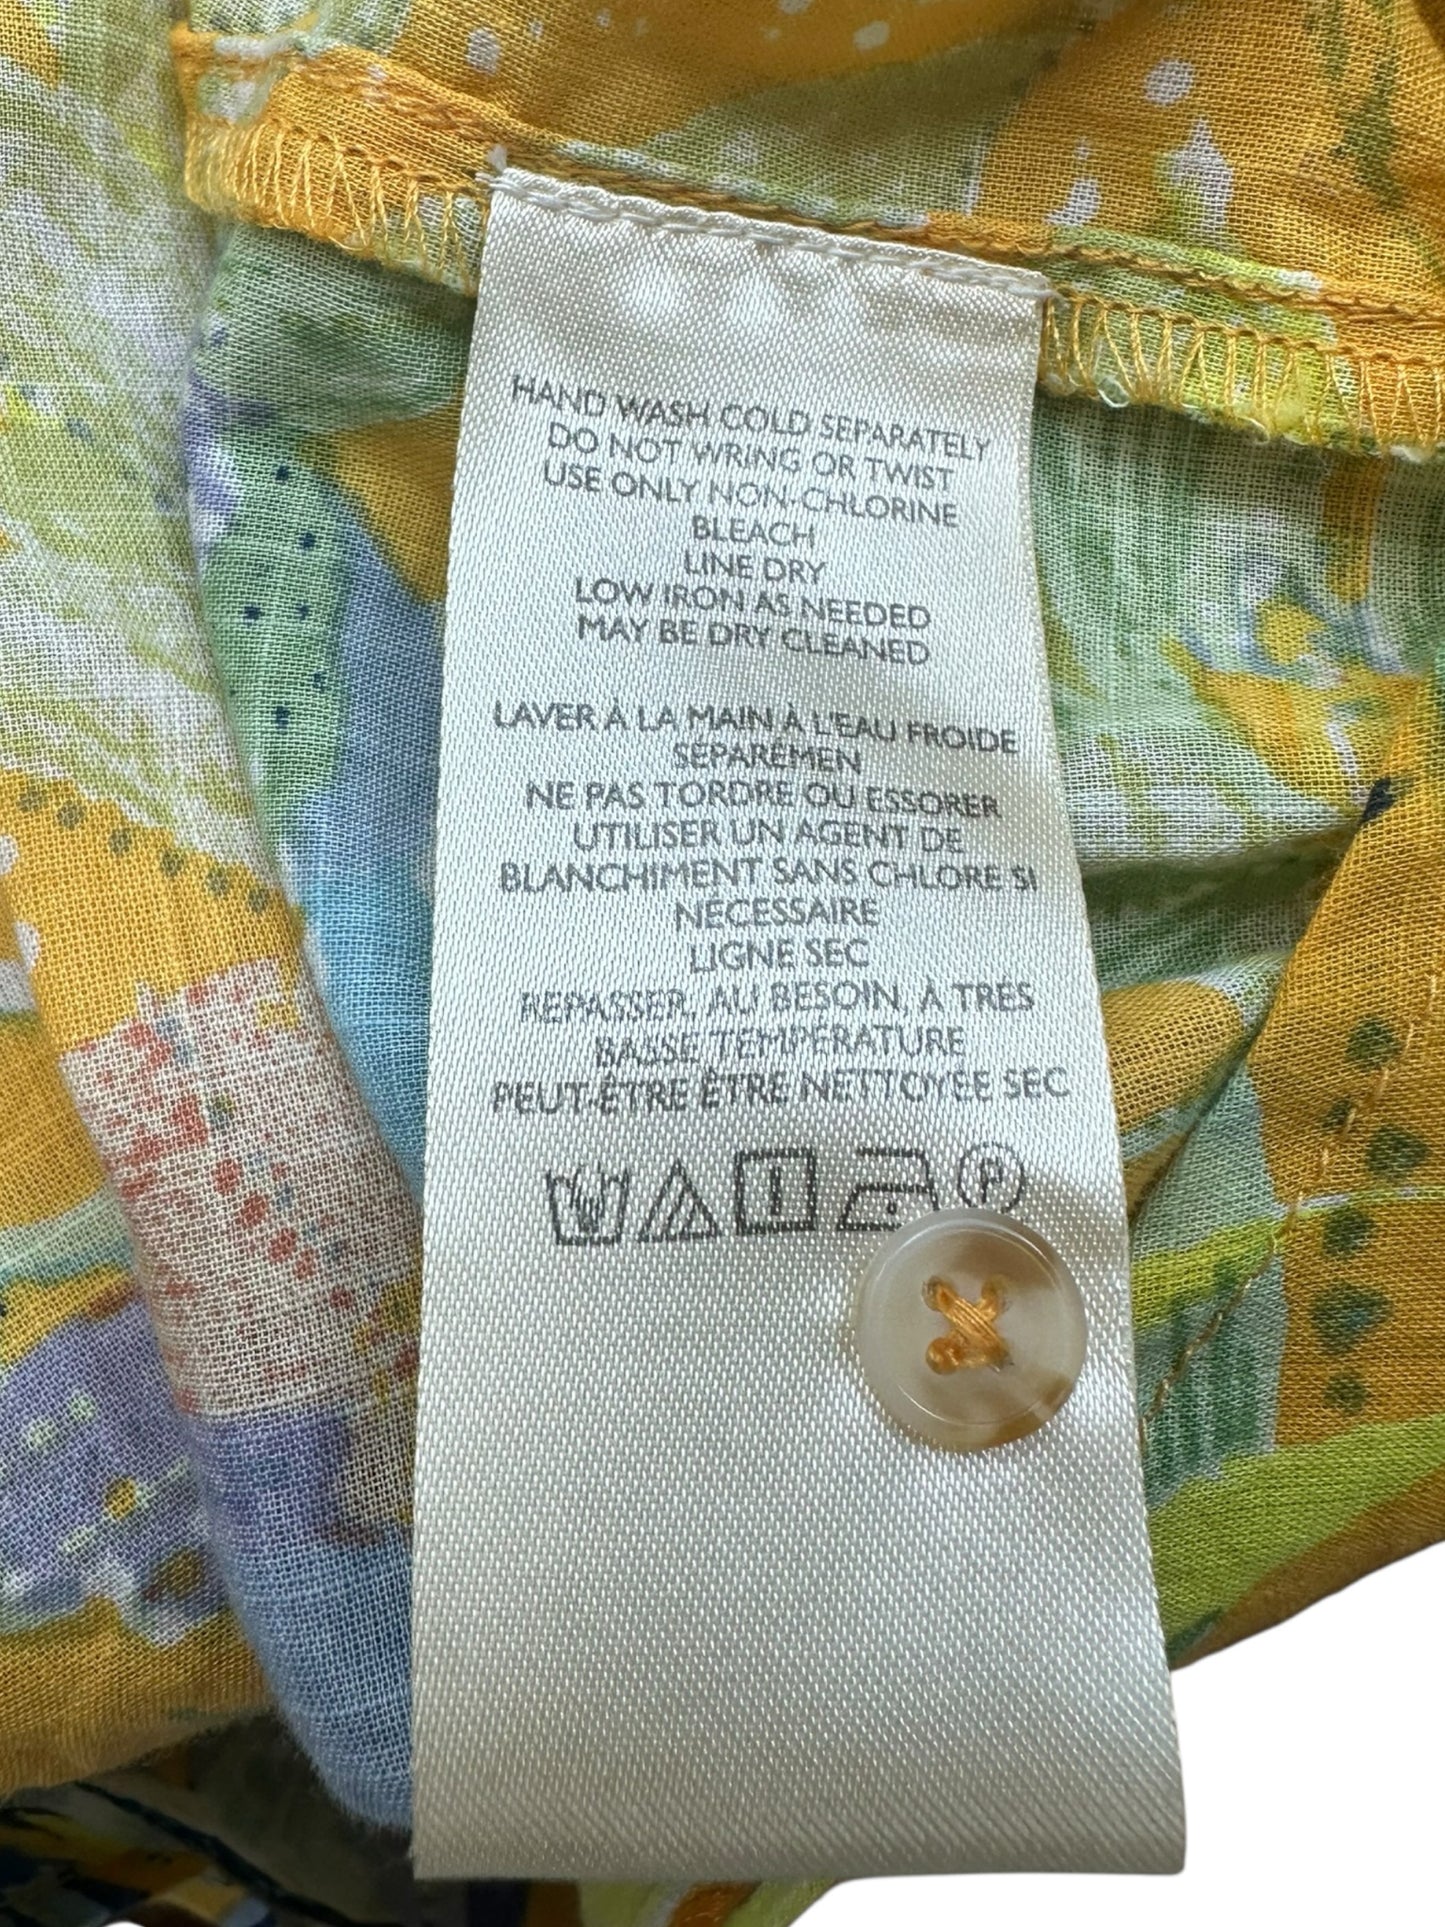 HAND WASH COLD SEPARATELY
DO NOT WRING OR TWIST
USE ONLY NON-CHLORINE
BLEACH
LINE DRY
LOW IRON AS NEEDED
MAY BE DRY CLEANED
LAVER À LA MAIN À L'EAU FROIDE
SÉPARÉMEN
NE PAS TORDRE OU ESSORER
UTILISER UN AGENT DE
BLANCHIMENT SANS CHLORE SI
NÉCESSAIRE
LIGNE SEC
REPASSER, AU BESOIN, À TRÈS
BASSE TEMPÉRATURE
PEUT-ÊTRE ÊTRE NETTOYÉE SEC
P